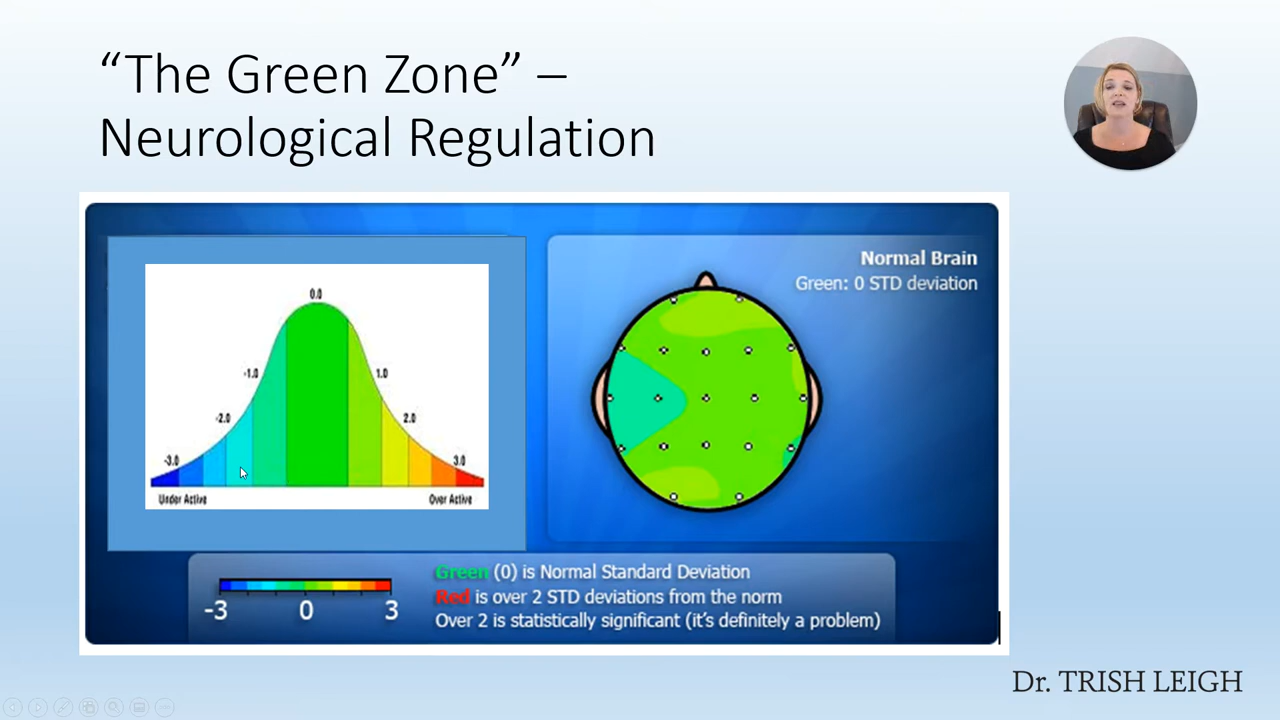 “The Green Zone” –
Neurological Regulation
0.0
-1.0
1.0
-2.0
2.0
-3.0
3.0
Under Active
Over Active
Normal Brain
Green: 0 STD deviation
-3
0
3
Green (0) is Normal Standard Deviation
Red is over 2 STD deviations from the norm
Over 2 is statistically significant (it’s definitely a problem)
Dr. TRISH LEIGH